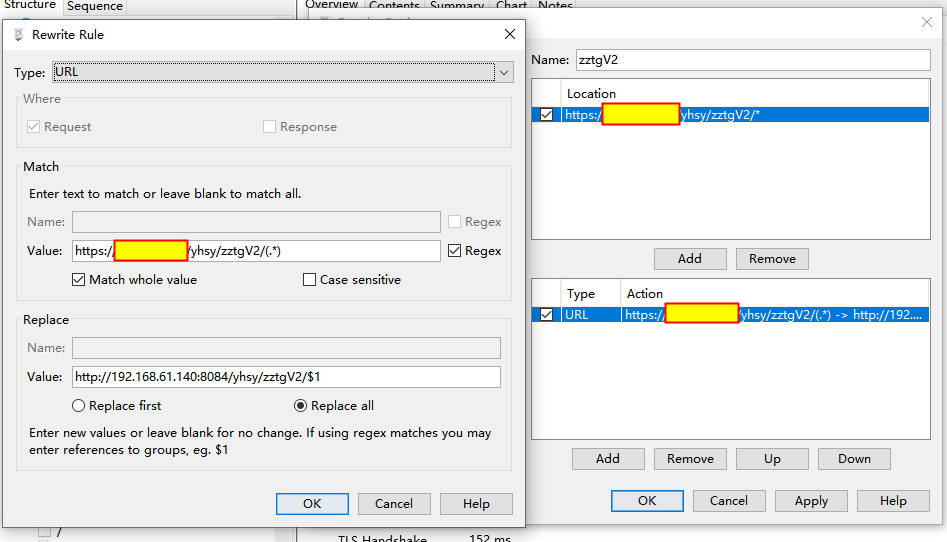 Structure
Sequence
Overview Contents Summary Chart Notes
Rewrite Rule
Type: URL
Where
Request
Response
Match
Enter text to match or leave blank to match all.
Name:
Regex
Value: https:/ /yhsy/zztgV2/(.*)
Regex
Match whole value
Case sensitive
Replace
Name:
Value: http://192.168.61.140:8084/yhsy/zztgV2/$1
Replace first
Replace all
Enter new values or leave blank for no change. If using regex matches you may
enter references to groups, eg. $1
OK
Cancel
Help
Name: zztgV2
Location
https:/ /yhsy/zztgV2/*
Add
Remove
Type
Action
URL
https:/ /yhsy/zztgV2/(.*) -> http://192....
Add
Remove
Up
Down
OK
Cancel
Apply
Help
/
TLS Handshake
152 ms